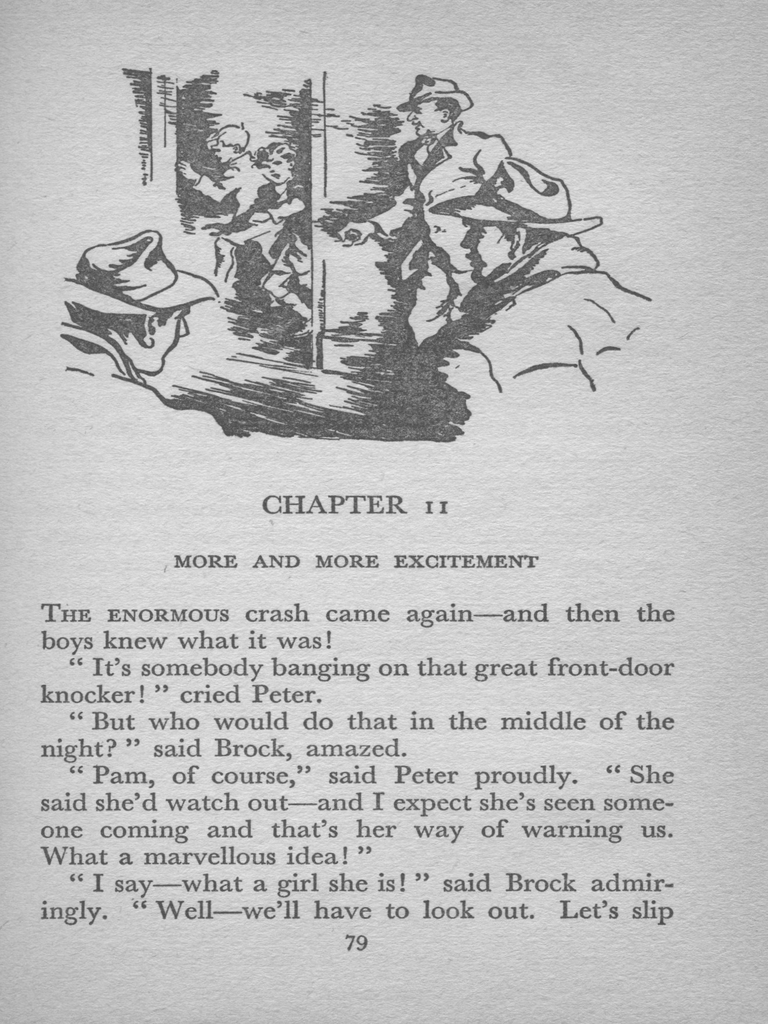 CHAPTER 11
MORE AND MORE EXCITEMENT
THE ENORMOUS crash came again—and then the
boys knew what it was!
“ It's somebody banging on that great front-door
knocker! ” cried Peter.
“ But who would do that in the middle of the
night? ” said Brock, amazed.
“ Pam, of course,” said Peter proudly. “ She
said she'd watch out—and I expect she's seen some-
one coming and that's her way of warning us.
What a marvellous idea! ”
“ I say—what a girl she is! ” said Brock admir-
ingly. “ Well—we'll have to look out. Let's slip
79